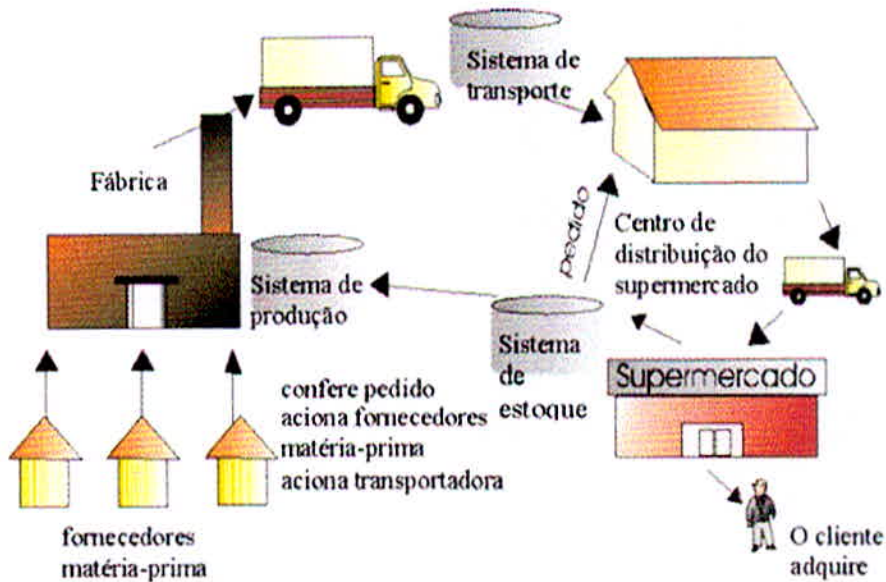 Sistema de
transporte
Fábrica
pedido
Centro de
distribuição do
supermercado
Sistema de
produção
Sistema
de
estoque
Supermercado
confere pedido
aciona fornecedores
matéria-prima
aciona transportadora
fornecedores
matéria-prima
O cliente
adquire